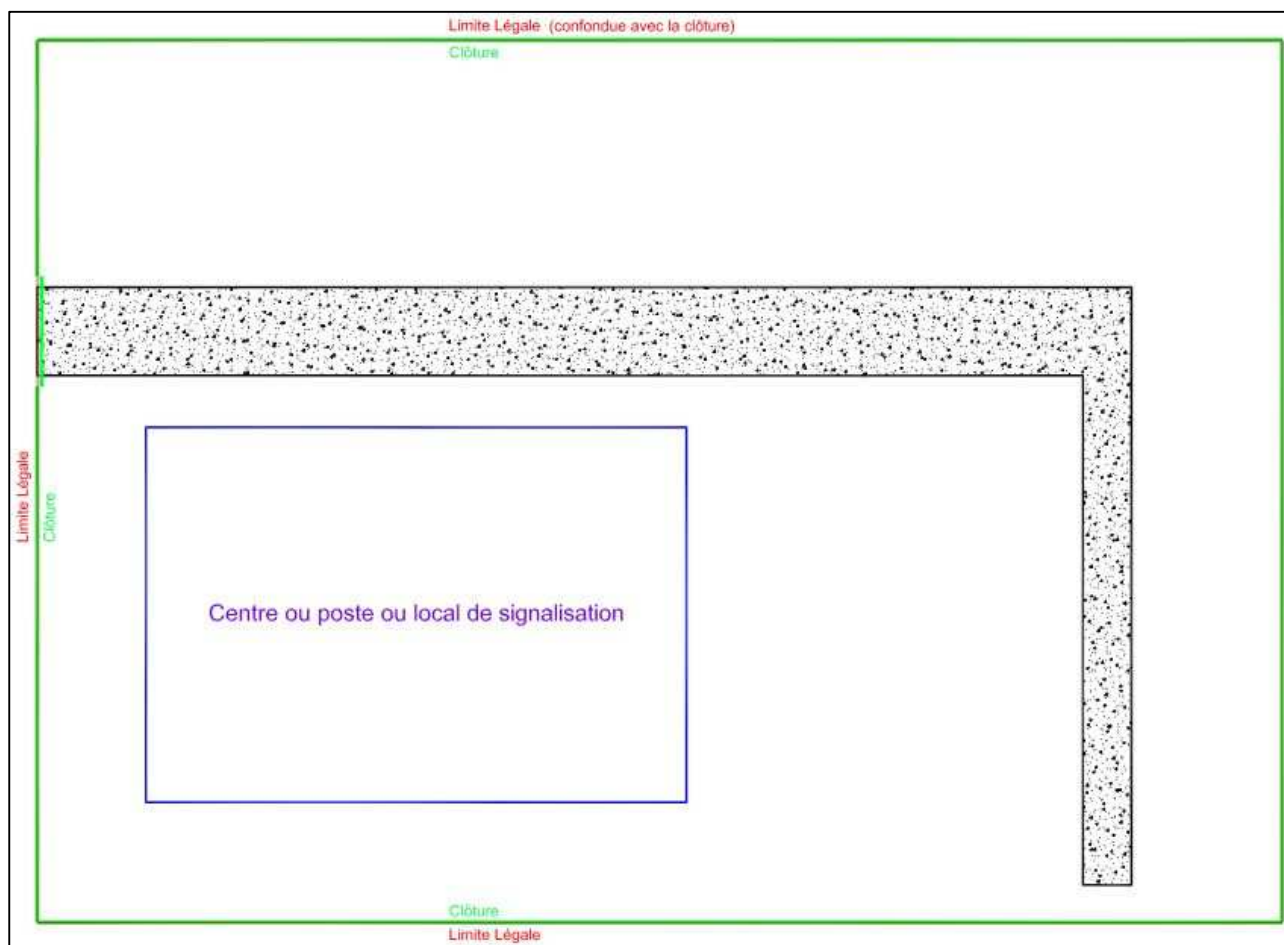 Limite Légale (confondue avec la clôture)
Clôture
Limite Légale
Clôture
Centre ou poste ou local de signalisation
Clôture
Limite Légale